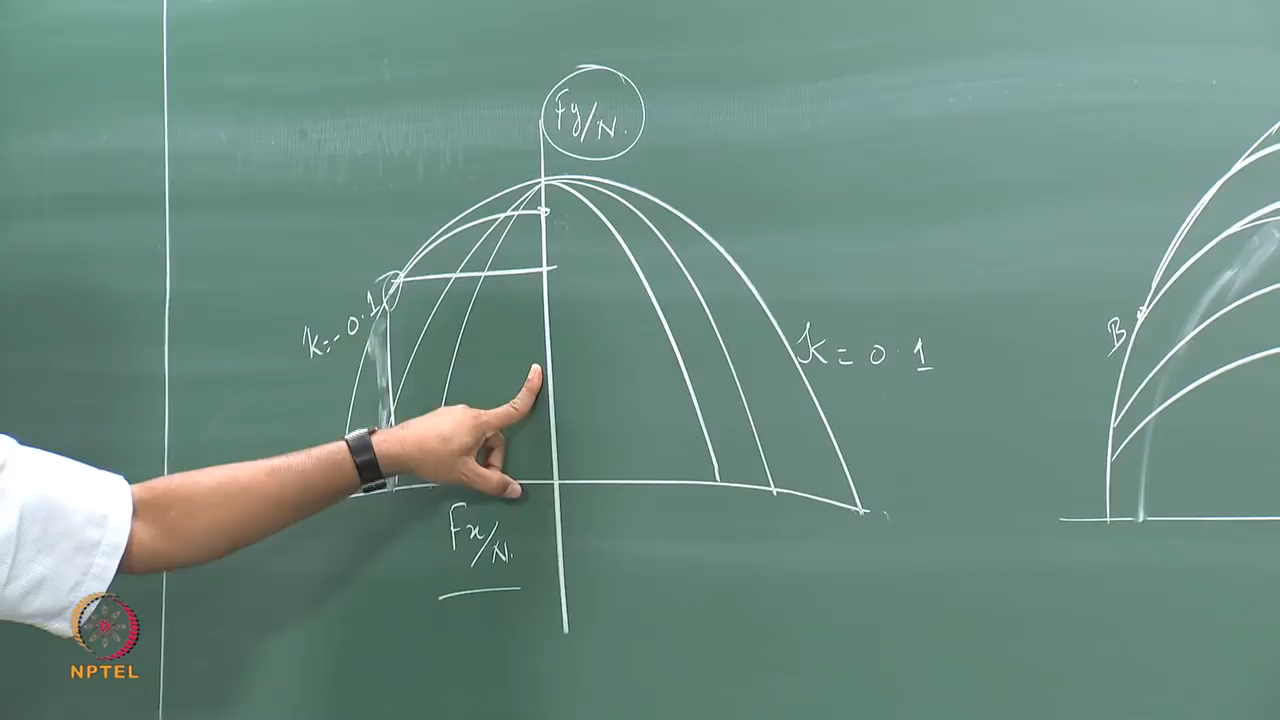 Fy/N.
k=-0.1
K = 0.1
B
Fx/N.
NPTEL